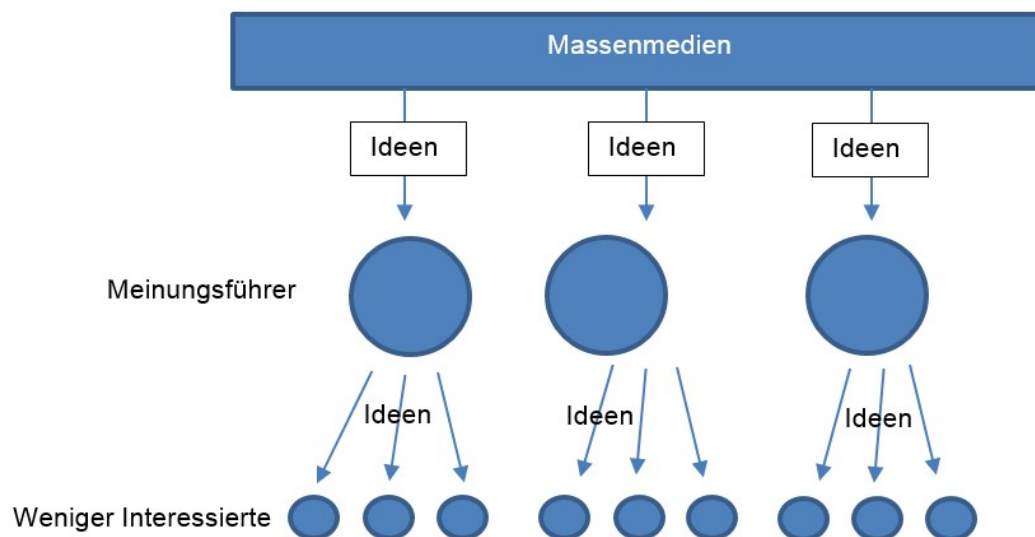 Massenmedien
Ideen Ideen Ideen
Meinungsführer
Ideen Ideen Ideen
Weniger Interessierte